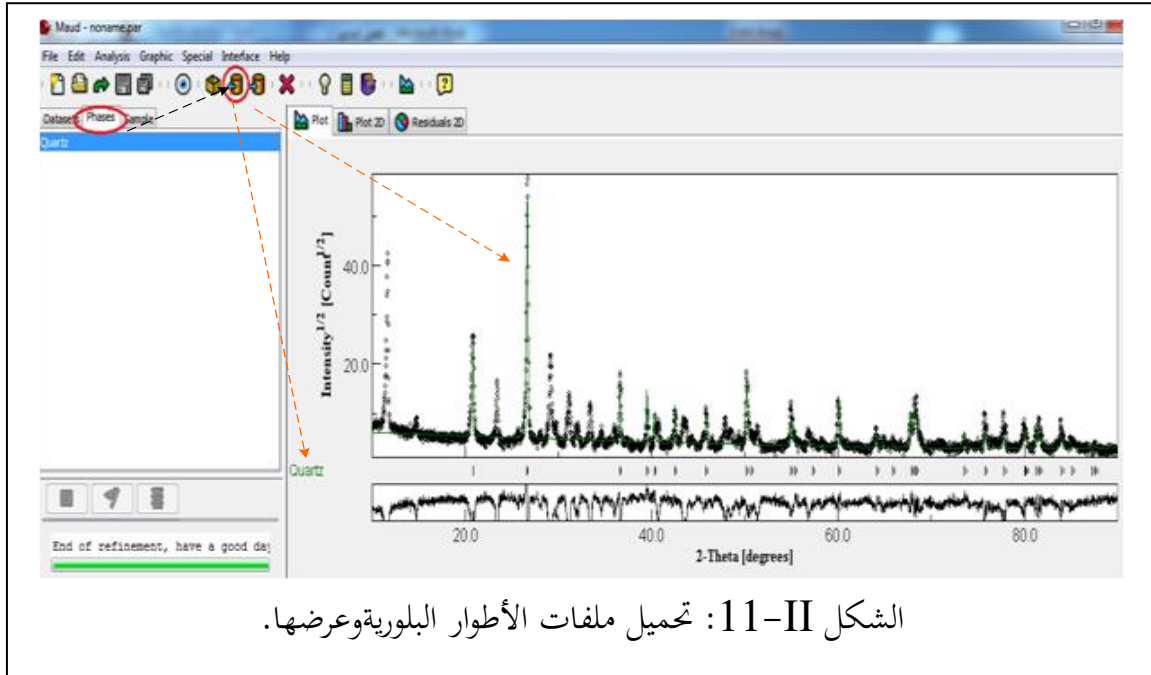 Maud - noname.par
File Edit Analysis Graphic Special Interface Help
Datasets Phases Sample
Plot Plot 2D Residuals 2D
Quartz
Intensity1/2 [Count1/2]
40.0
20.0
Quartz
20.0 40.0 60.0 80.0
2-Theta [degrees]
End of refinement, have a good da
الشكل II-11: تحميل ملفات الأطوار البلوريةوعرضها.